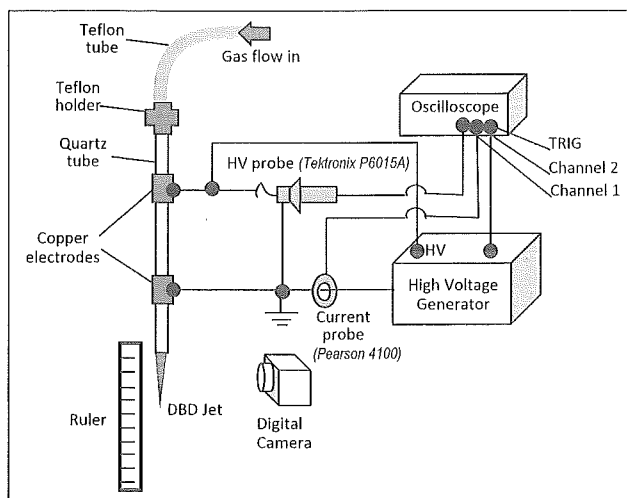 Teflon
tube
Gas flow in
Teflon
holder
Oscilloscope
TRIG
Channel 2
Channel 1
Quartz
tube
HV probe (Tektronix P6015A)
Copper
electrodes
HV
High Voltage
Generator
Current
probe
(Pearson 4100)
Ruler
DBD Jet
Digital
Camera